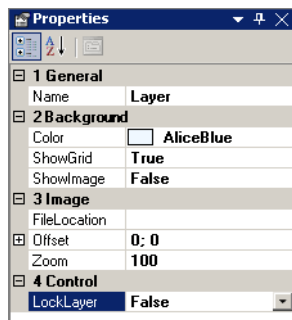 Properties
1 General
Name Layer
2 Background
Color AliceBlue
ShowGrid True
ShowImage False
3 Image
FileLocation
Offset 0; 0
Zoom 100
4 Control
LockLayer False